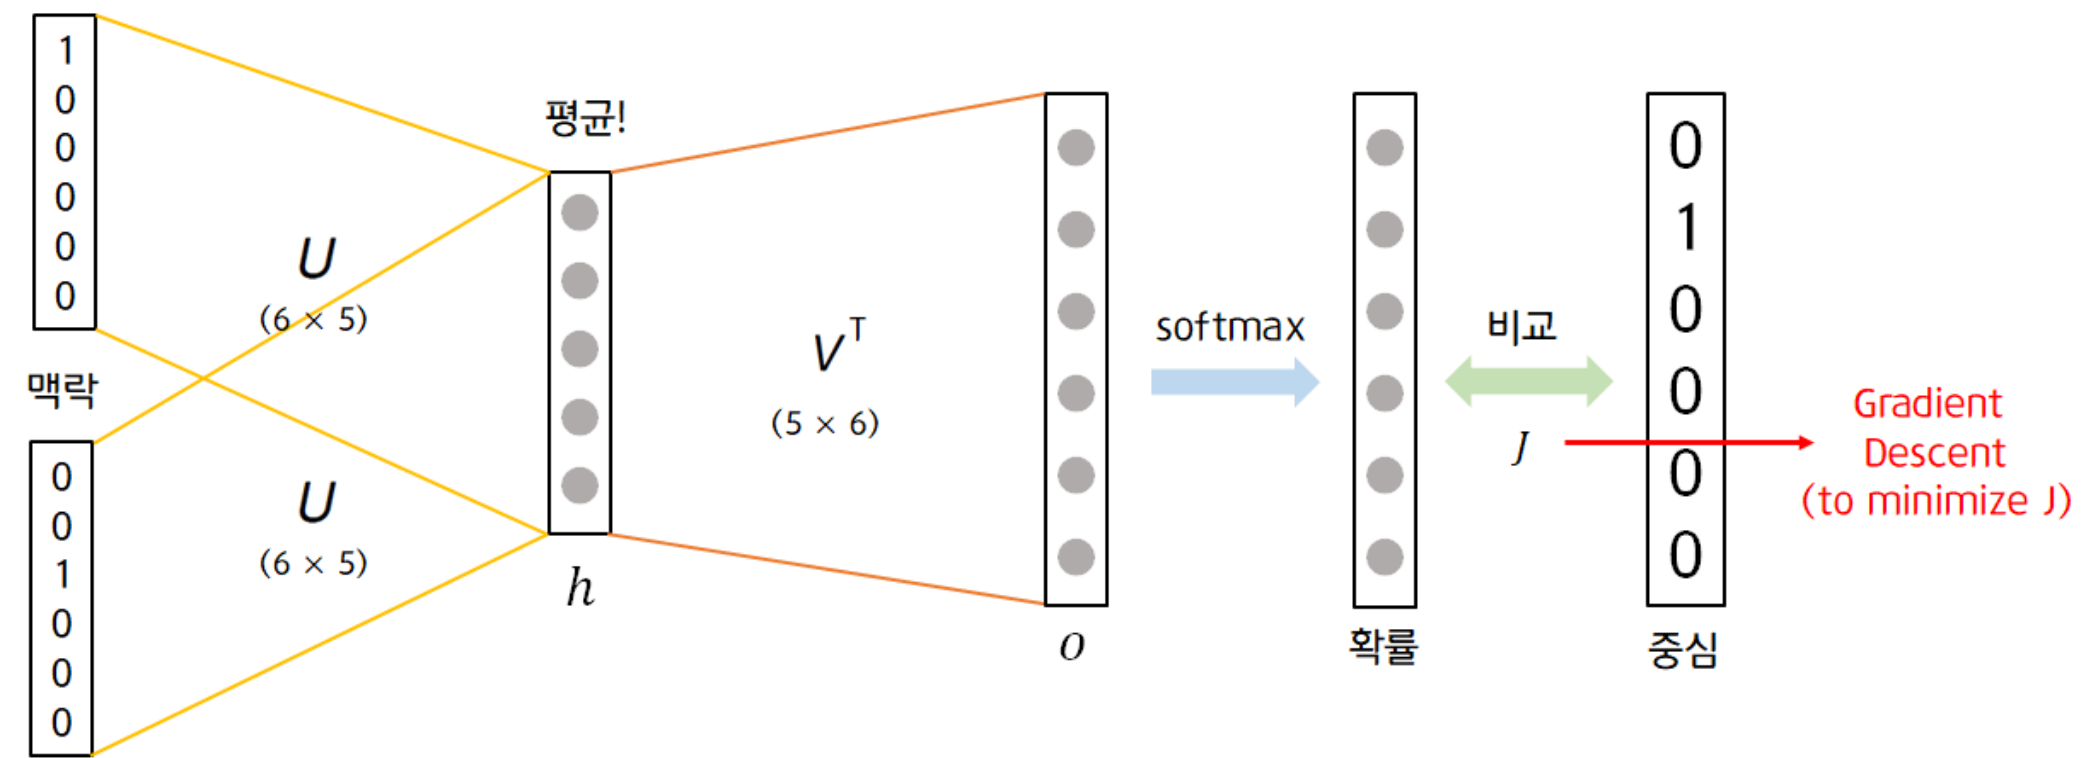 1
0
0
0
0
0
맥락
0
0
1
0
0
0
U
(6 × 5)
U
(6 × 5)
평균!
h
V^T
(5 × 6)
o
softmax
확률
비교
J
0
1
0
0
0
0
중심
Gradient
Descent
(to minimize J)